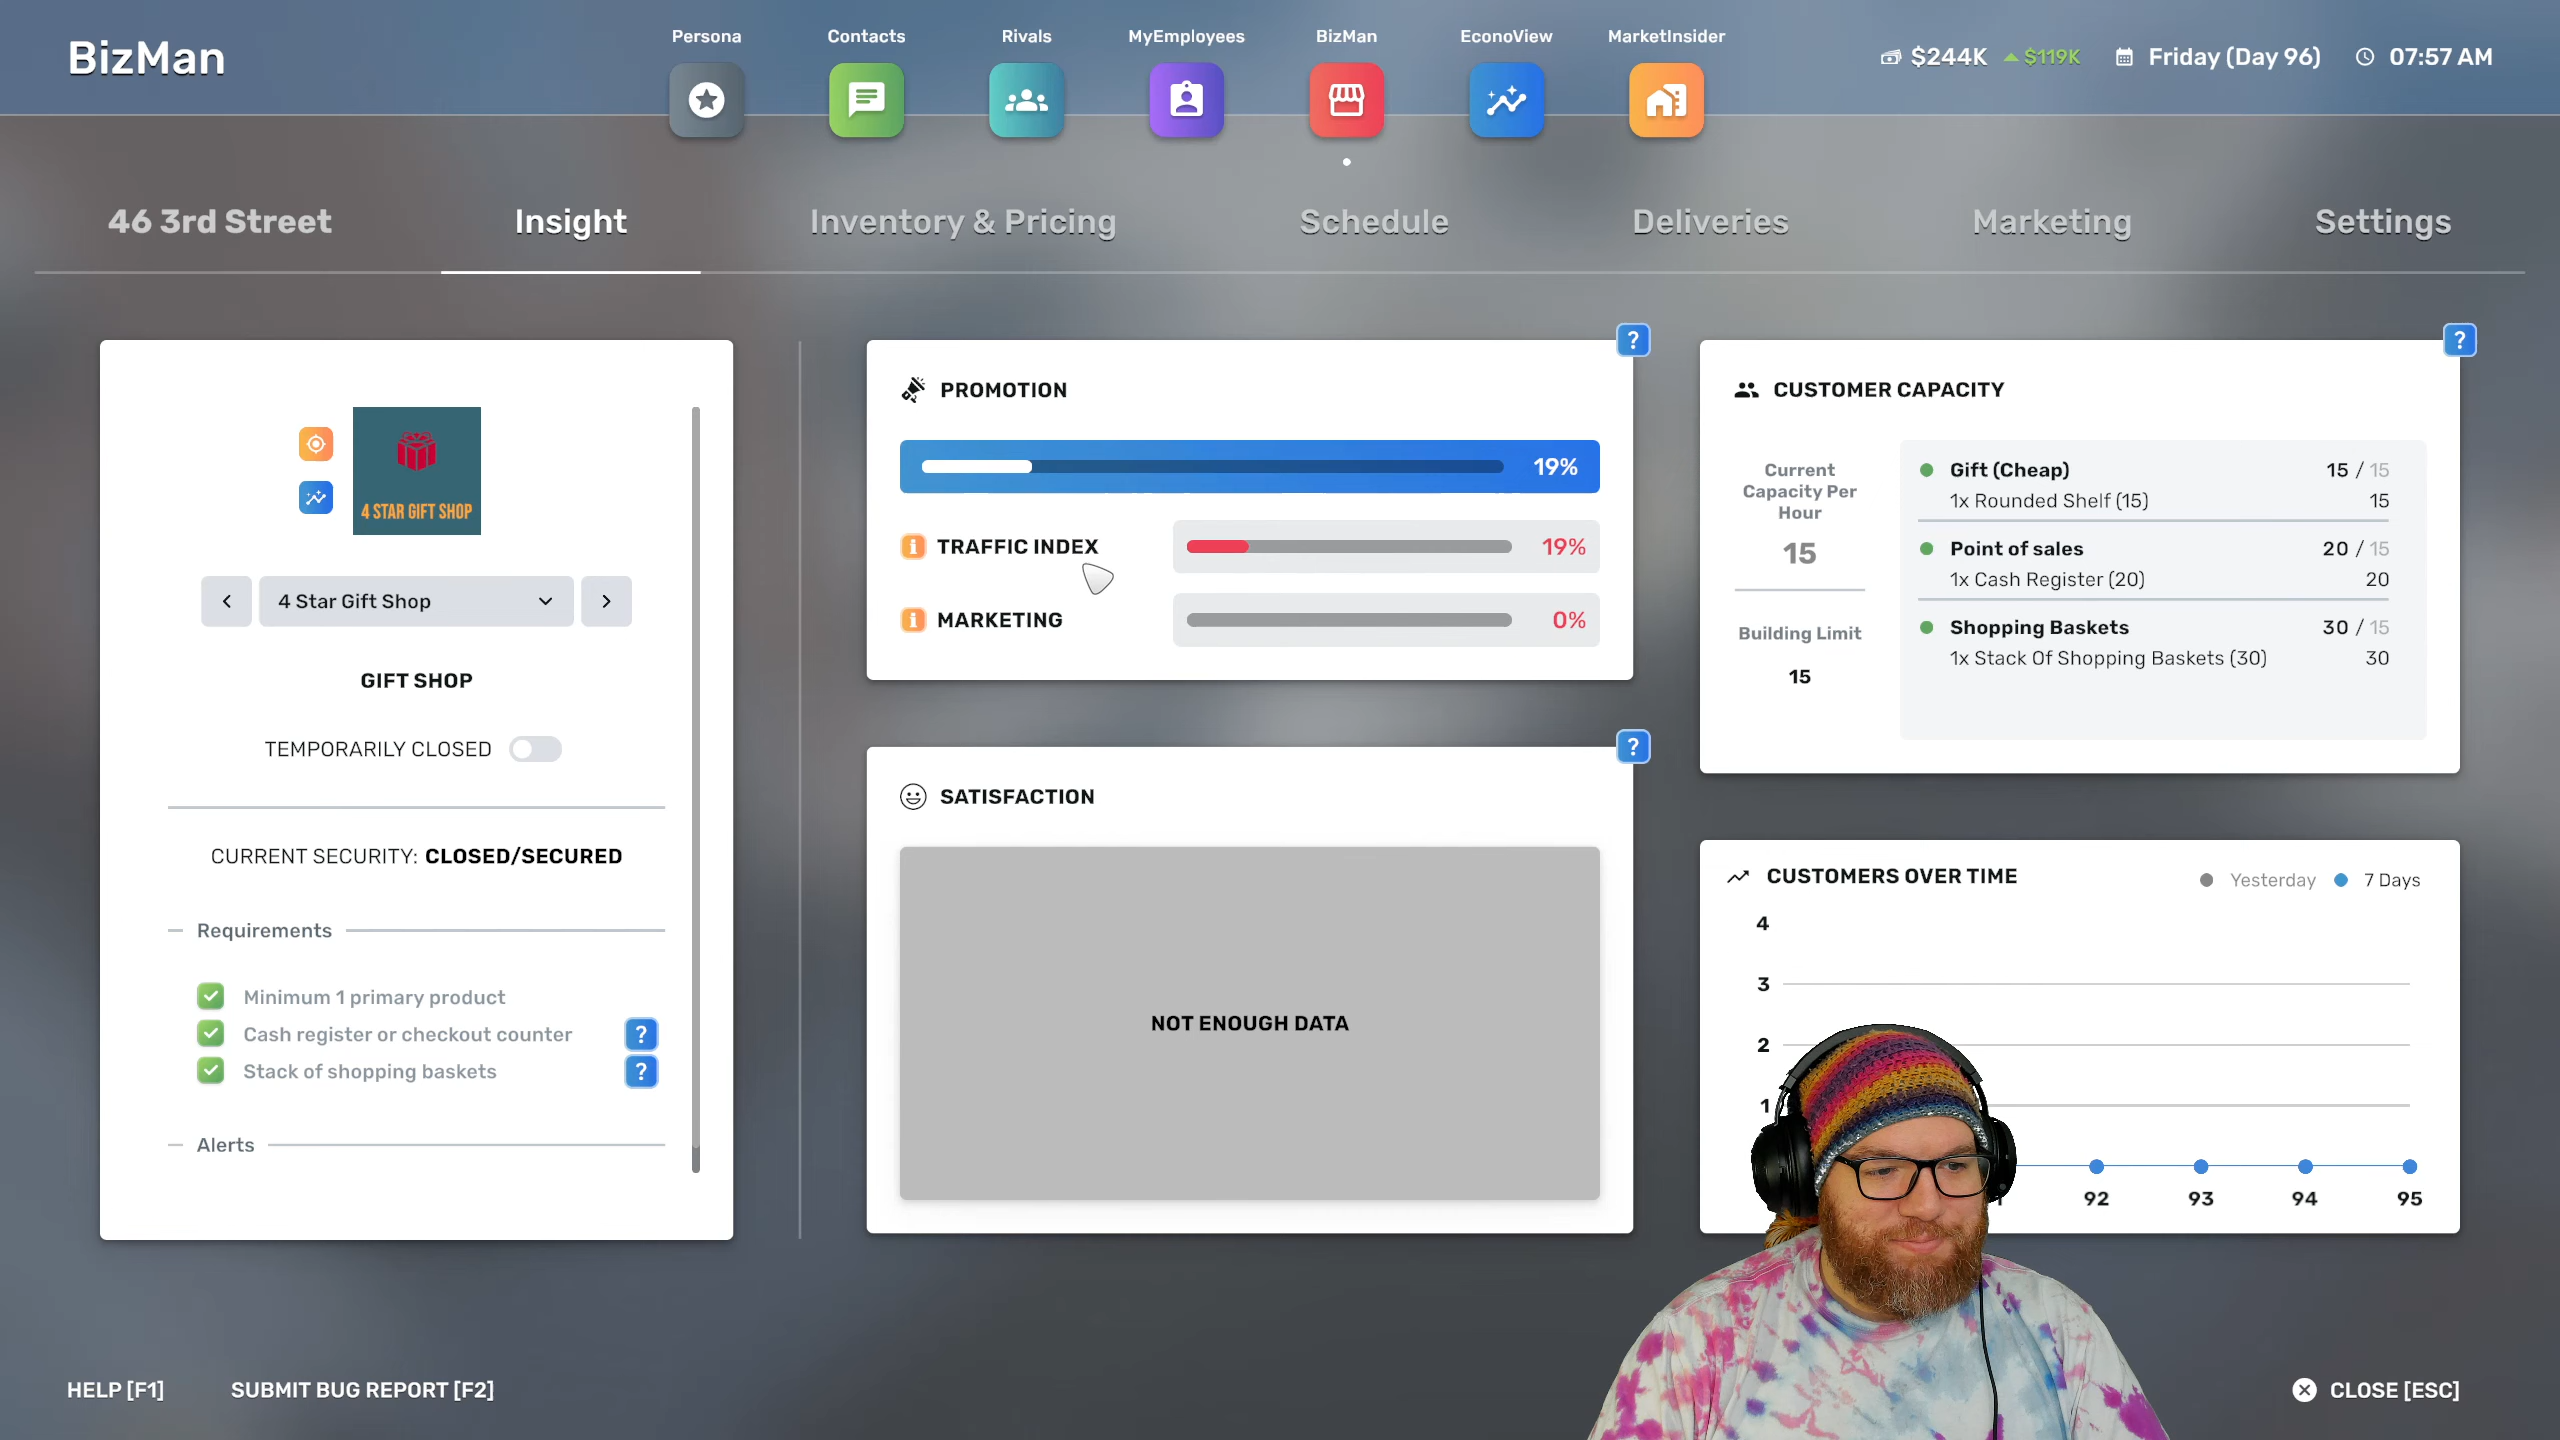 BizMan
Persona
Contacts
Rivals
MyEmployees
BizMan
EconoView
MarketInsider
$244K
$119K
Friday (Day 96)
07:57 AM
46 3rd Street
Insight
Inventory & Pricing
Schedule
Deliveries
Marketing
Settings
4 STAR GIFT SHOP
4 Star Gift Shop
GIFT SHOP
TEMPORARILY CLOSED
CURRENT SECURITY: CLOSED/SECURED
Requirements
Minimum 1 primary product
Cash register or checkout counter
?
Stack of shopping baskets
?
Alerts
?
PROMOTION
19%
i TRAFFIC INDEX 19%
i MARKETING 0%
?
SATISFACTION
NOT ENOUGH DATA
?
CUSTOMER CAPACITY
Current
Capacity Per
Hour
15
Building Limit
15
Gift (Cheap) 15 / 15
1x Rounded Shelf (15) 15
Point of sales 20 / 15
1x Cash Register (20) 20
Shopping Baskets 30 / 15
1x Stack Of Shopping Baskets (30) 30
CUSTOMERS OVER TIME
Yesterday
7 Days
4
3
2
1
92
93
94
95
HELP [F1]
SUBMIT BUG REPORT [F2]
CLOSE [ESC]